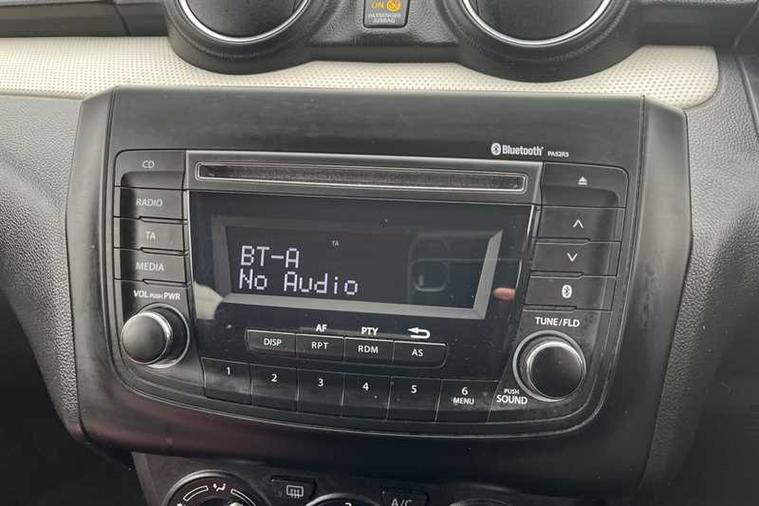 ON
PASSENGER
AIRBAG
Bluetooth PA52R3
CD
RADIO
TA
MEDIA
VOL PUSH PWR
TA
BT-A
No Audio
TUNE/FLD
AF PTY
DISP RPT RDM AS
1 2 3 4 5 6
MENU
PUSH
SOUND
A/C